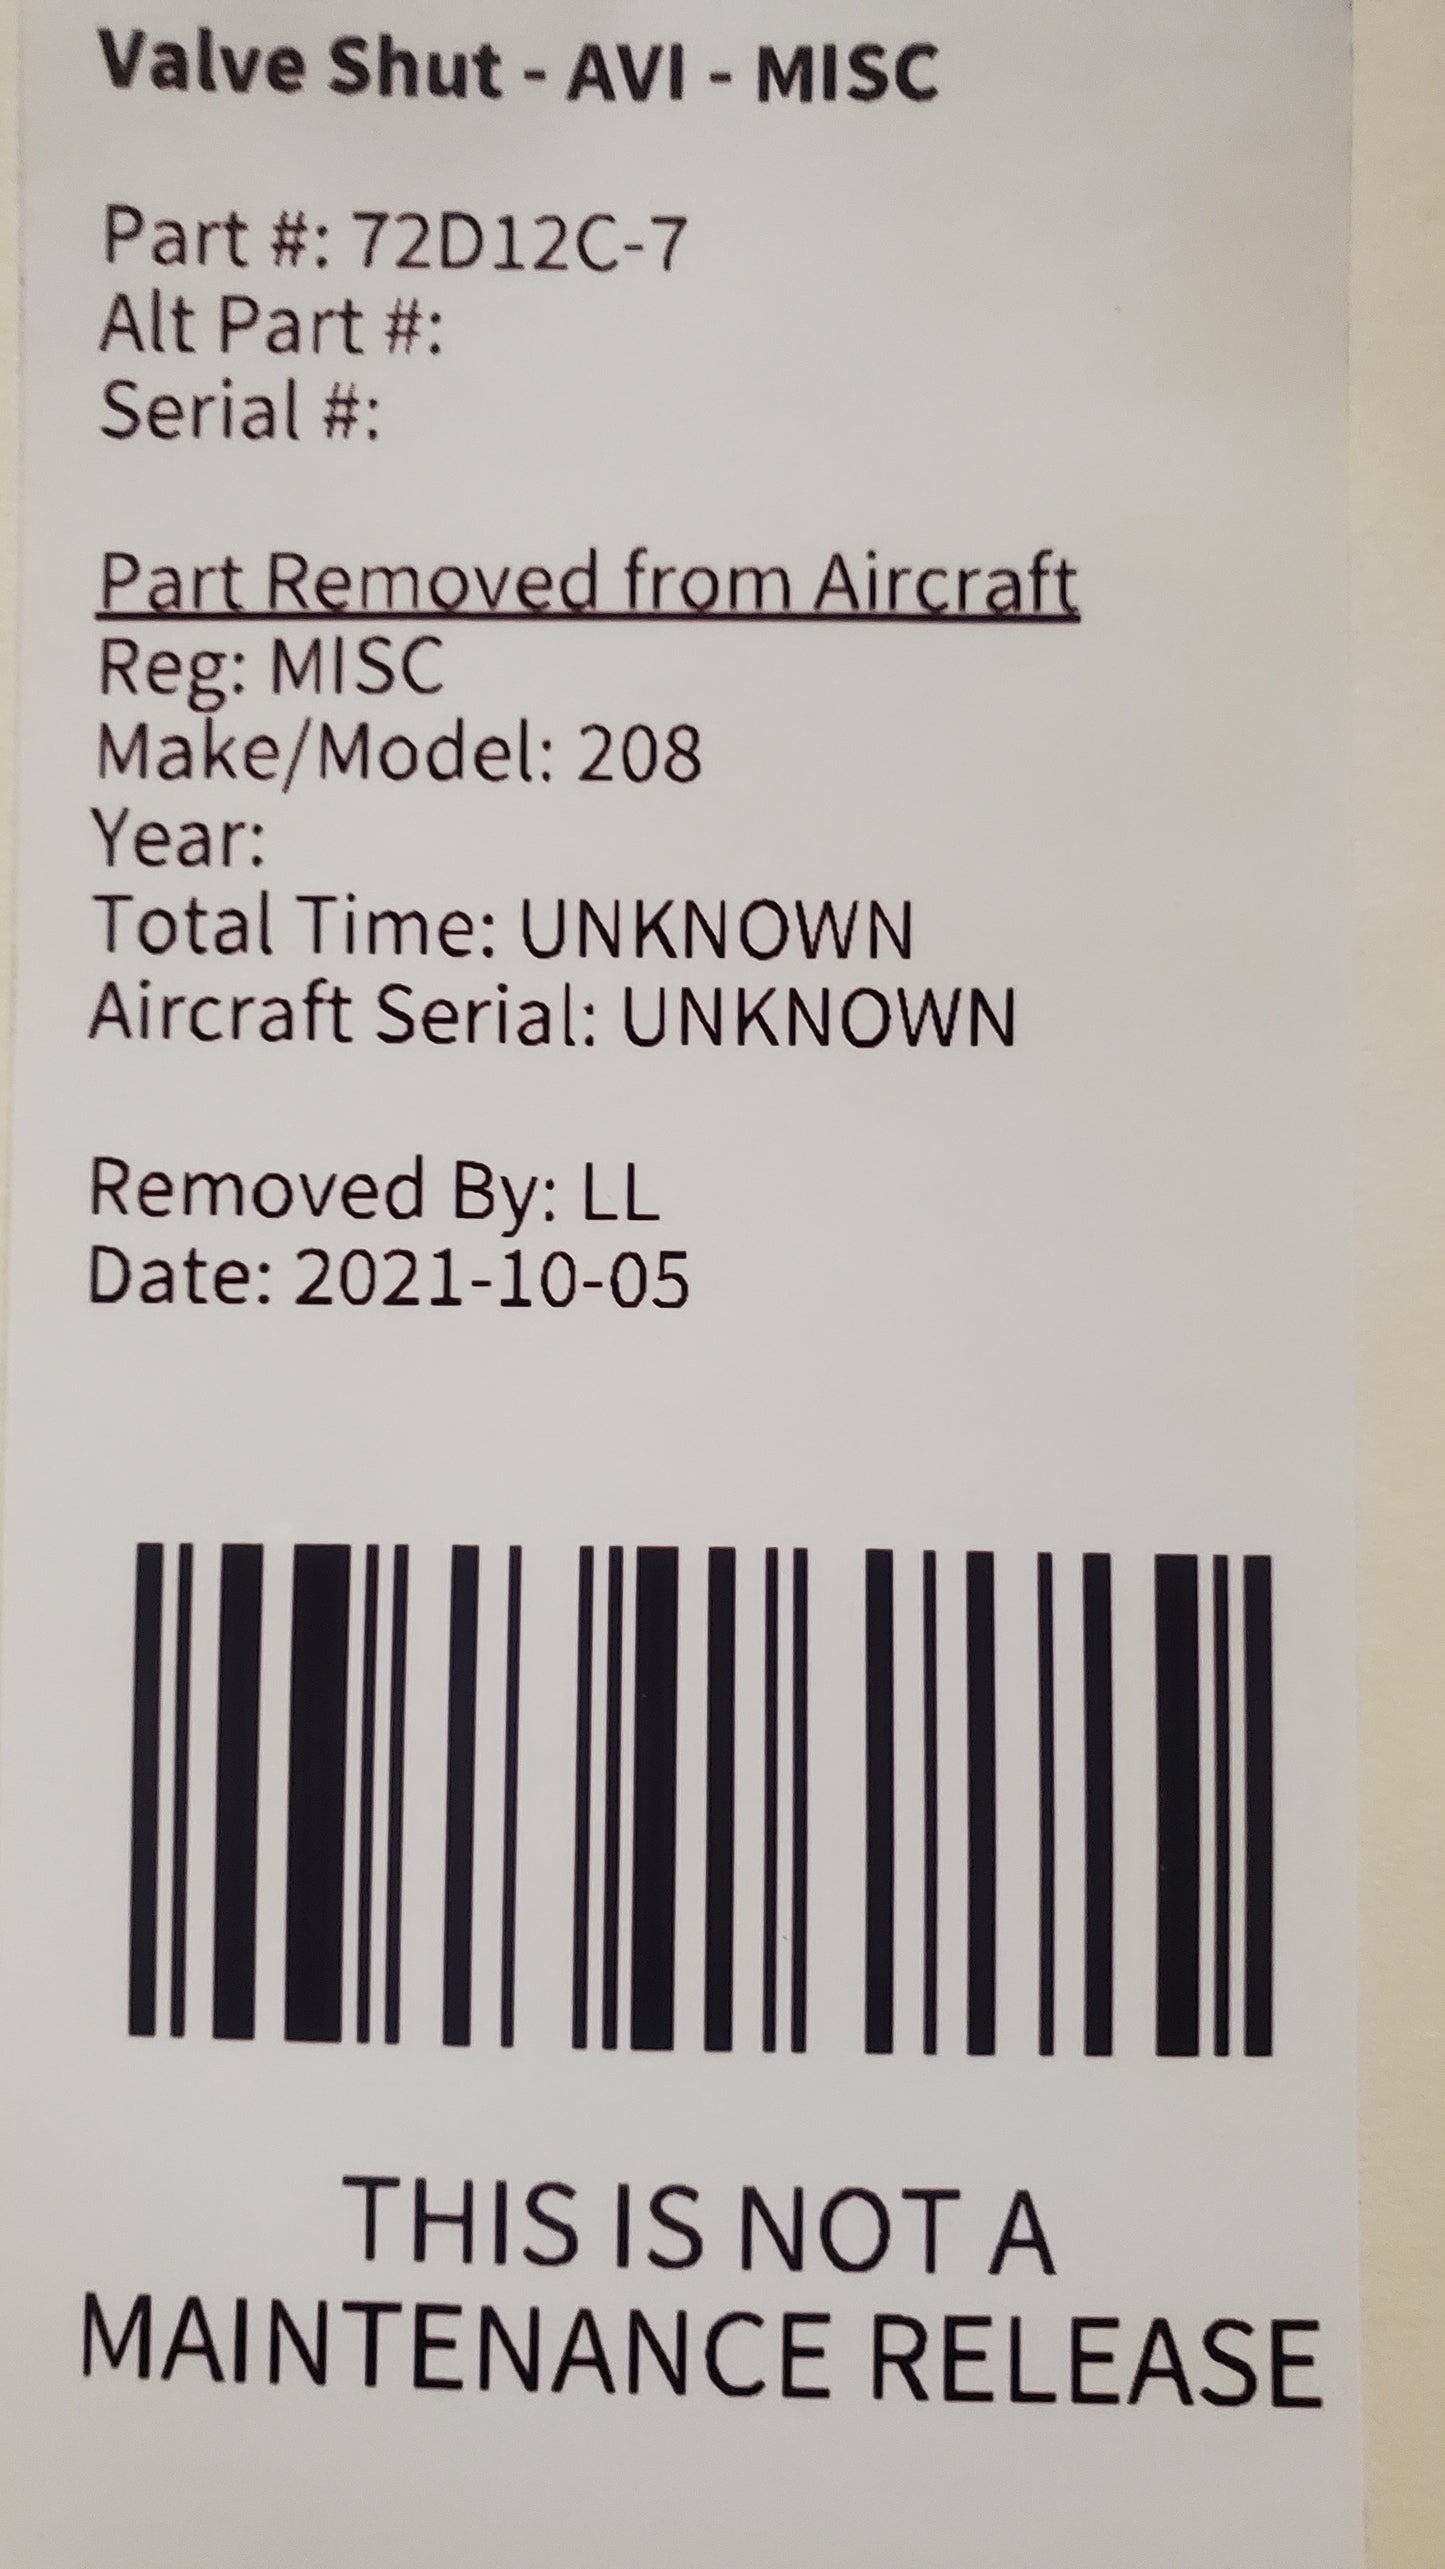 Valve Shut - AVI - MISC
Part #: 72D12C-7
Alt Part #:
Serial #:
Part Removed from Aircraft
Reg: MISC
Make/Model: 208
Year:
Total Time: UNKNOWN
Aircraft Serial: UNKNOWN
Removed By: LL
Date: 2021-10-05
THIS IS NOT A
MAINTENANCE RELEASE